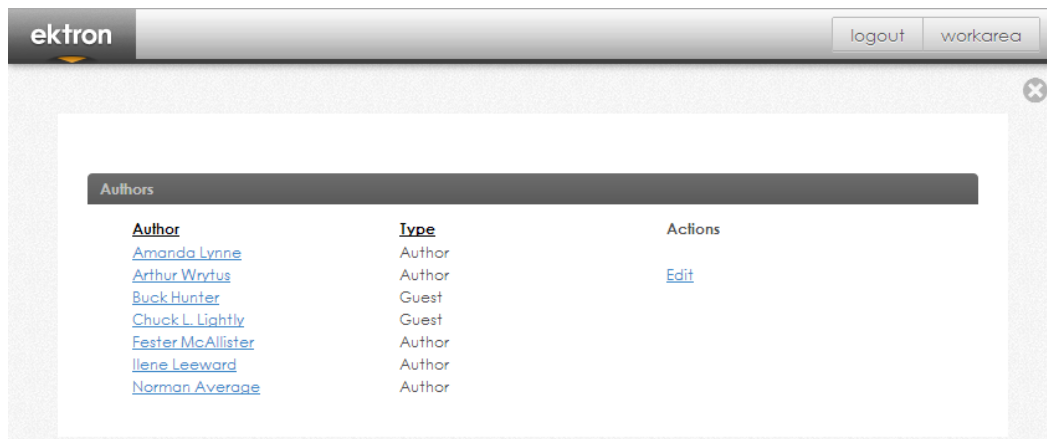 ektron logout workarea
Authors
Author Type Actions
Amanda Lynne Author
Arthur Wrytus Author Edit
Buck Hunter Guest
Chuck L. Lightly Guest
Fester McAllister Author
Ilene Leeward Author
Norman Average Author